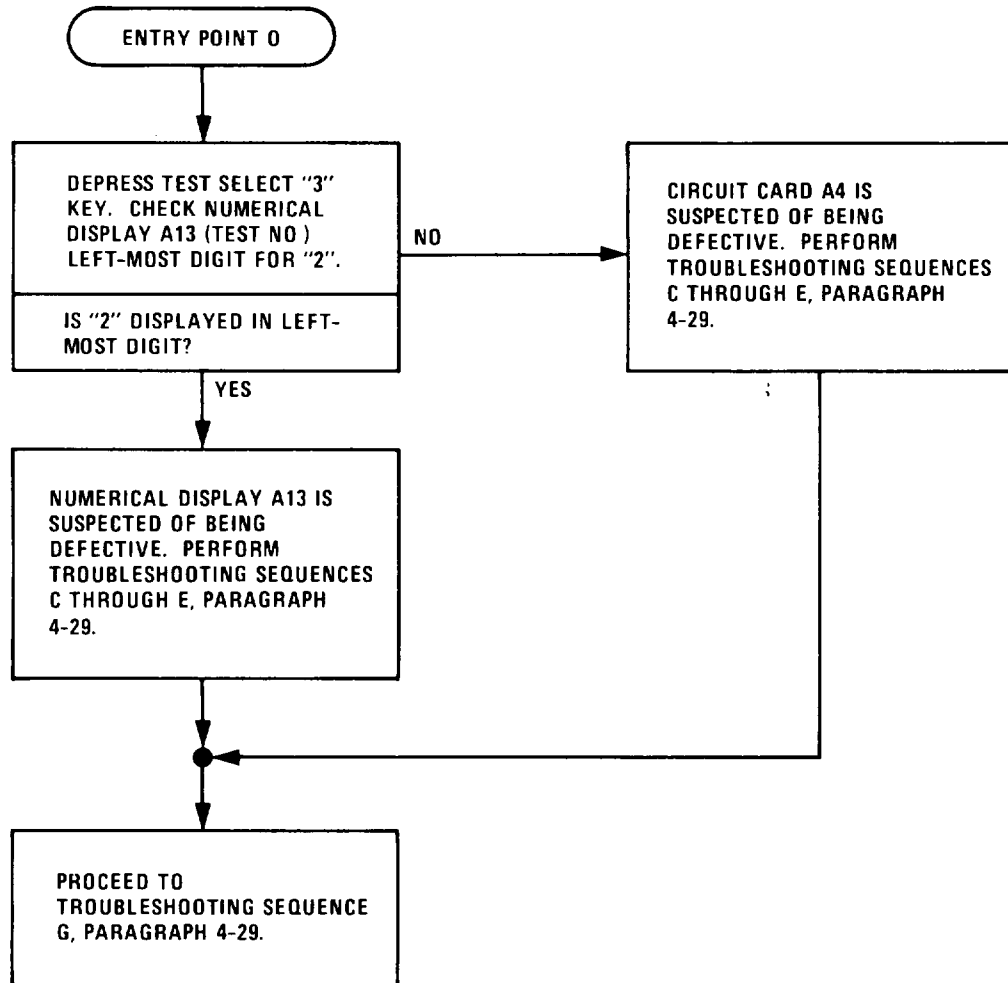 ENTRY POINT O
DEPRESS TEST SELECT "3"
KEY. CHECK NUMERICAL
DISPLAY A13 (TEST NO)
LEFT-MOST DIGIT FOR "2".
IS "2" DISPLAYED IN LEFT-
MOST DIGIT?
NO
CIRCUIT CARD A4 IS
SUSPECTED OF BEING
DEFECTIVE. PERFORM
TROUBLESHOOTING SEQUENCES
C THROUGH E, PARAGRAPH
4-29.
YES
NUMERICAL DISPLAY A13 IS
SUSPECTED OF BEING
DEFECTIVE. PERFORM
TROUBLESHOOTING SEQUENCES
C THROUGH E, PARAGRAPH
4-29.
PROCEED TO
TROUBLESHOOTING SEQUENCE
G, PARAGRAPH 4-29.